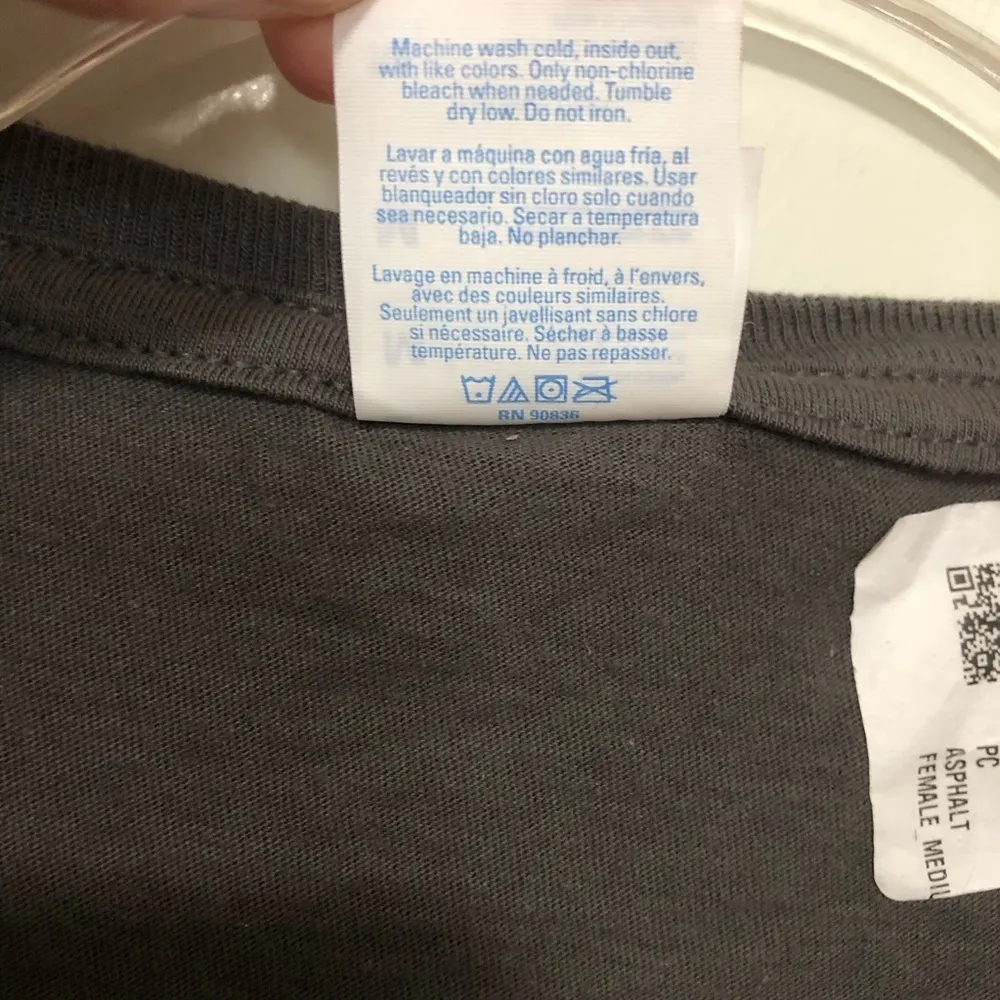 Machine wash cold, inside out,
with like colors. Only non-chlorine
bleach when needed. Tumble
dry low. Do not iron.
Lavar a máquina con agua fría, al
revés y con colores similares. Usar
blanqueador sin cloro solo cuando
sea necesario. Secar a temperatura
baja. No planchar.
Lavage en machine à froid, à l'envers,
avec des couleurs similaires.
Seulement un javellisant sans chlore
si nécessaire. Sécher à basse
température. Ne pas repasser.
RN 90836
PC
ASPHALT
FEMALE_MEDIU